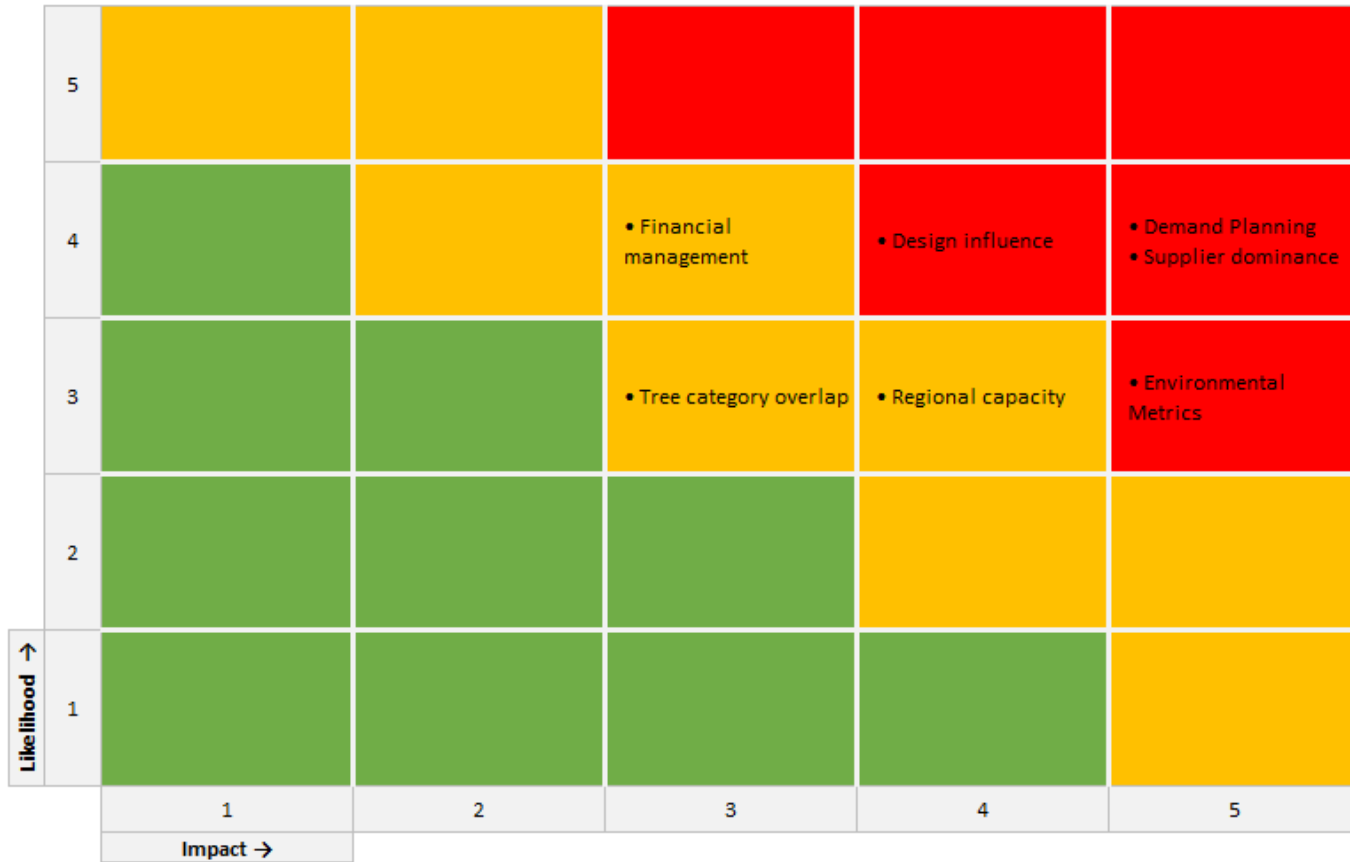 5
4
• Financial
management
• Design influence
• Demand Planning
• Supplier dominance
3
• Tree category overlap
• Regional capacity
• Environmental
Metrics
2
1
Likelihood →
1
2
3
4
5
Impact →